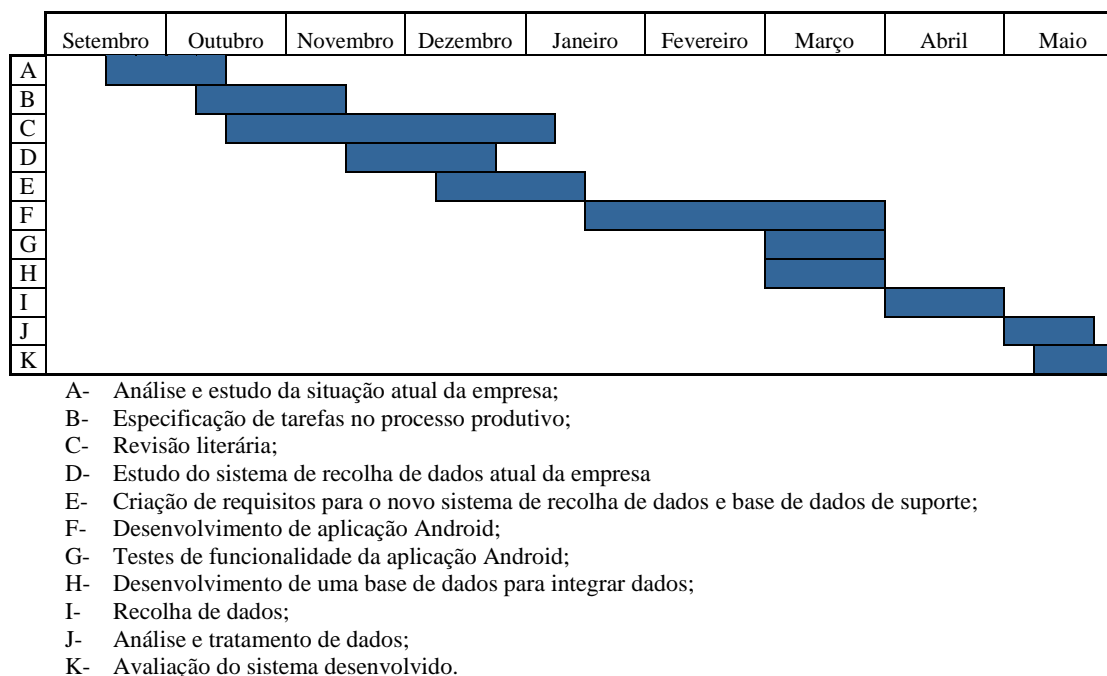 Setembro Outubro Novembro Dezembro Janeiro Fevereiro Março Abril Maio
A
B
C
D
E
F
G
H
I
J
K
A- Análise e estudo da situação atual da empresa;
B- Especificação de tarefas no processo produtivo;
C- Revisão literária;
D- Estudo do sistema de recolha de dados atual da empresa
E- Criação de requisitos para o novo sistema de recolha de dados e base de dados de suporte;
F- Desenvolvimento de aplicação Android;
G- Testes de funcionalidade da aplicação Android;
H- Desenvolvimento de uma base de dados para integrar dados;
I- Recolha de dados;
J- Análise e tratamento de dados;
K- Avaliação do sistema desenvolvido.